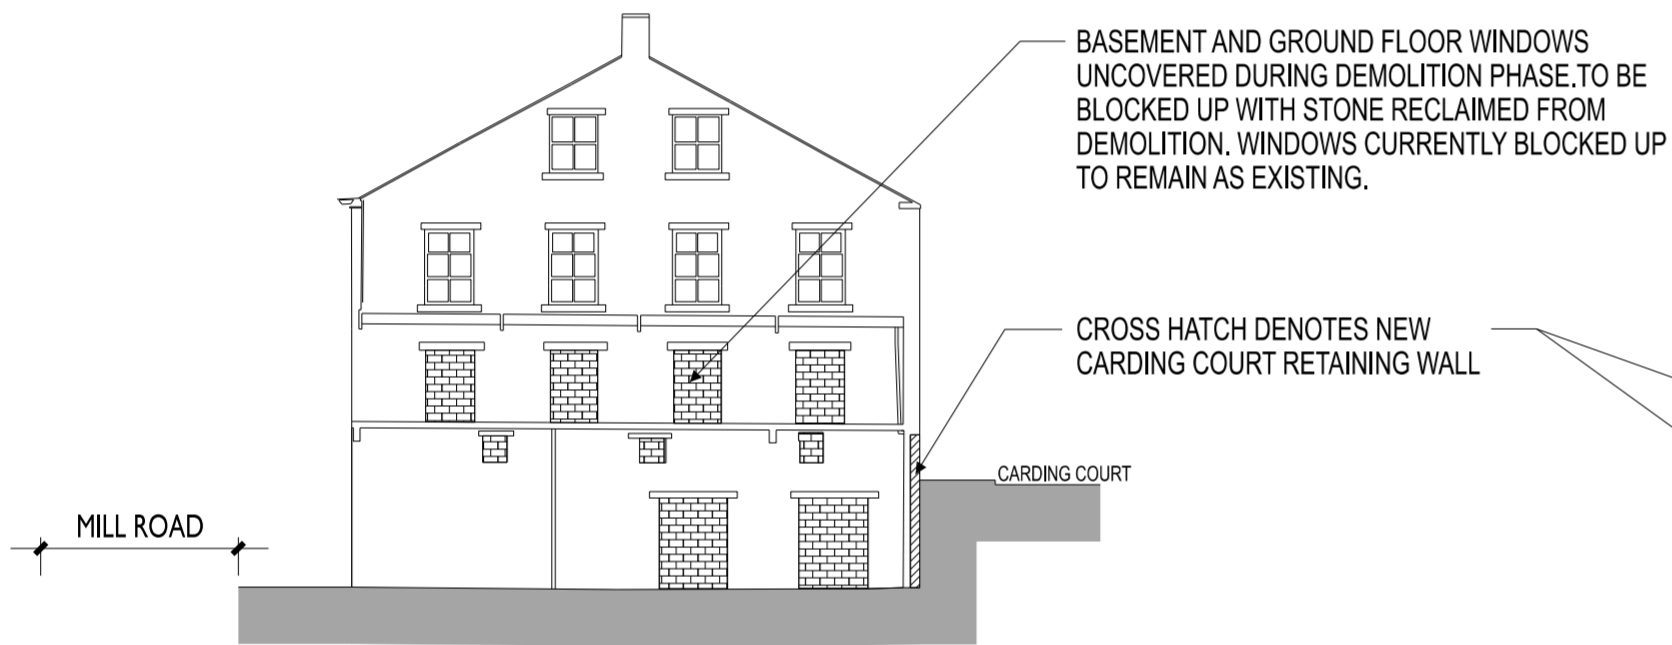 BASEMENT AND GROUND FLOOR WINDOWS
UNCOVERED DURING DEMOLITION PHASE.TO BE
BLOCKED UP WITH STONE RECLAIMED FROM
DEMOLITION. WINDOWS CURRENTLY BLOCKED UP
TO REMAIN AS EXISTING.
CROSS HATCH DENOTES NEW
CARDING COURT RETAINING WALL
CARDING COURT
MILL ROAD